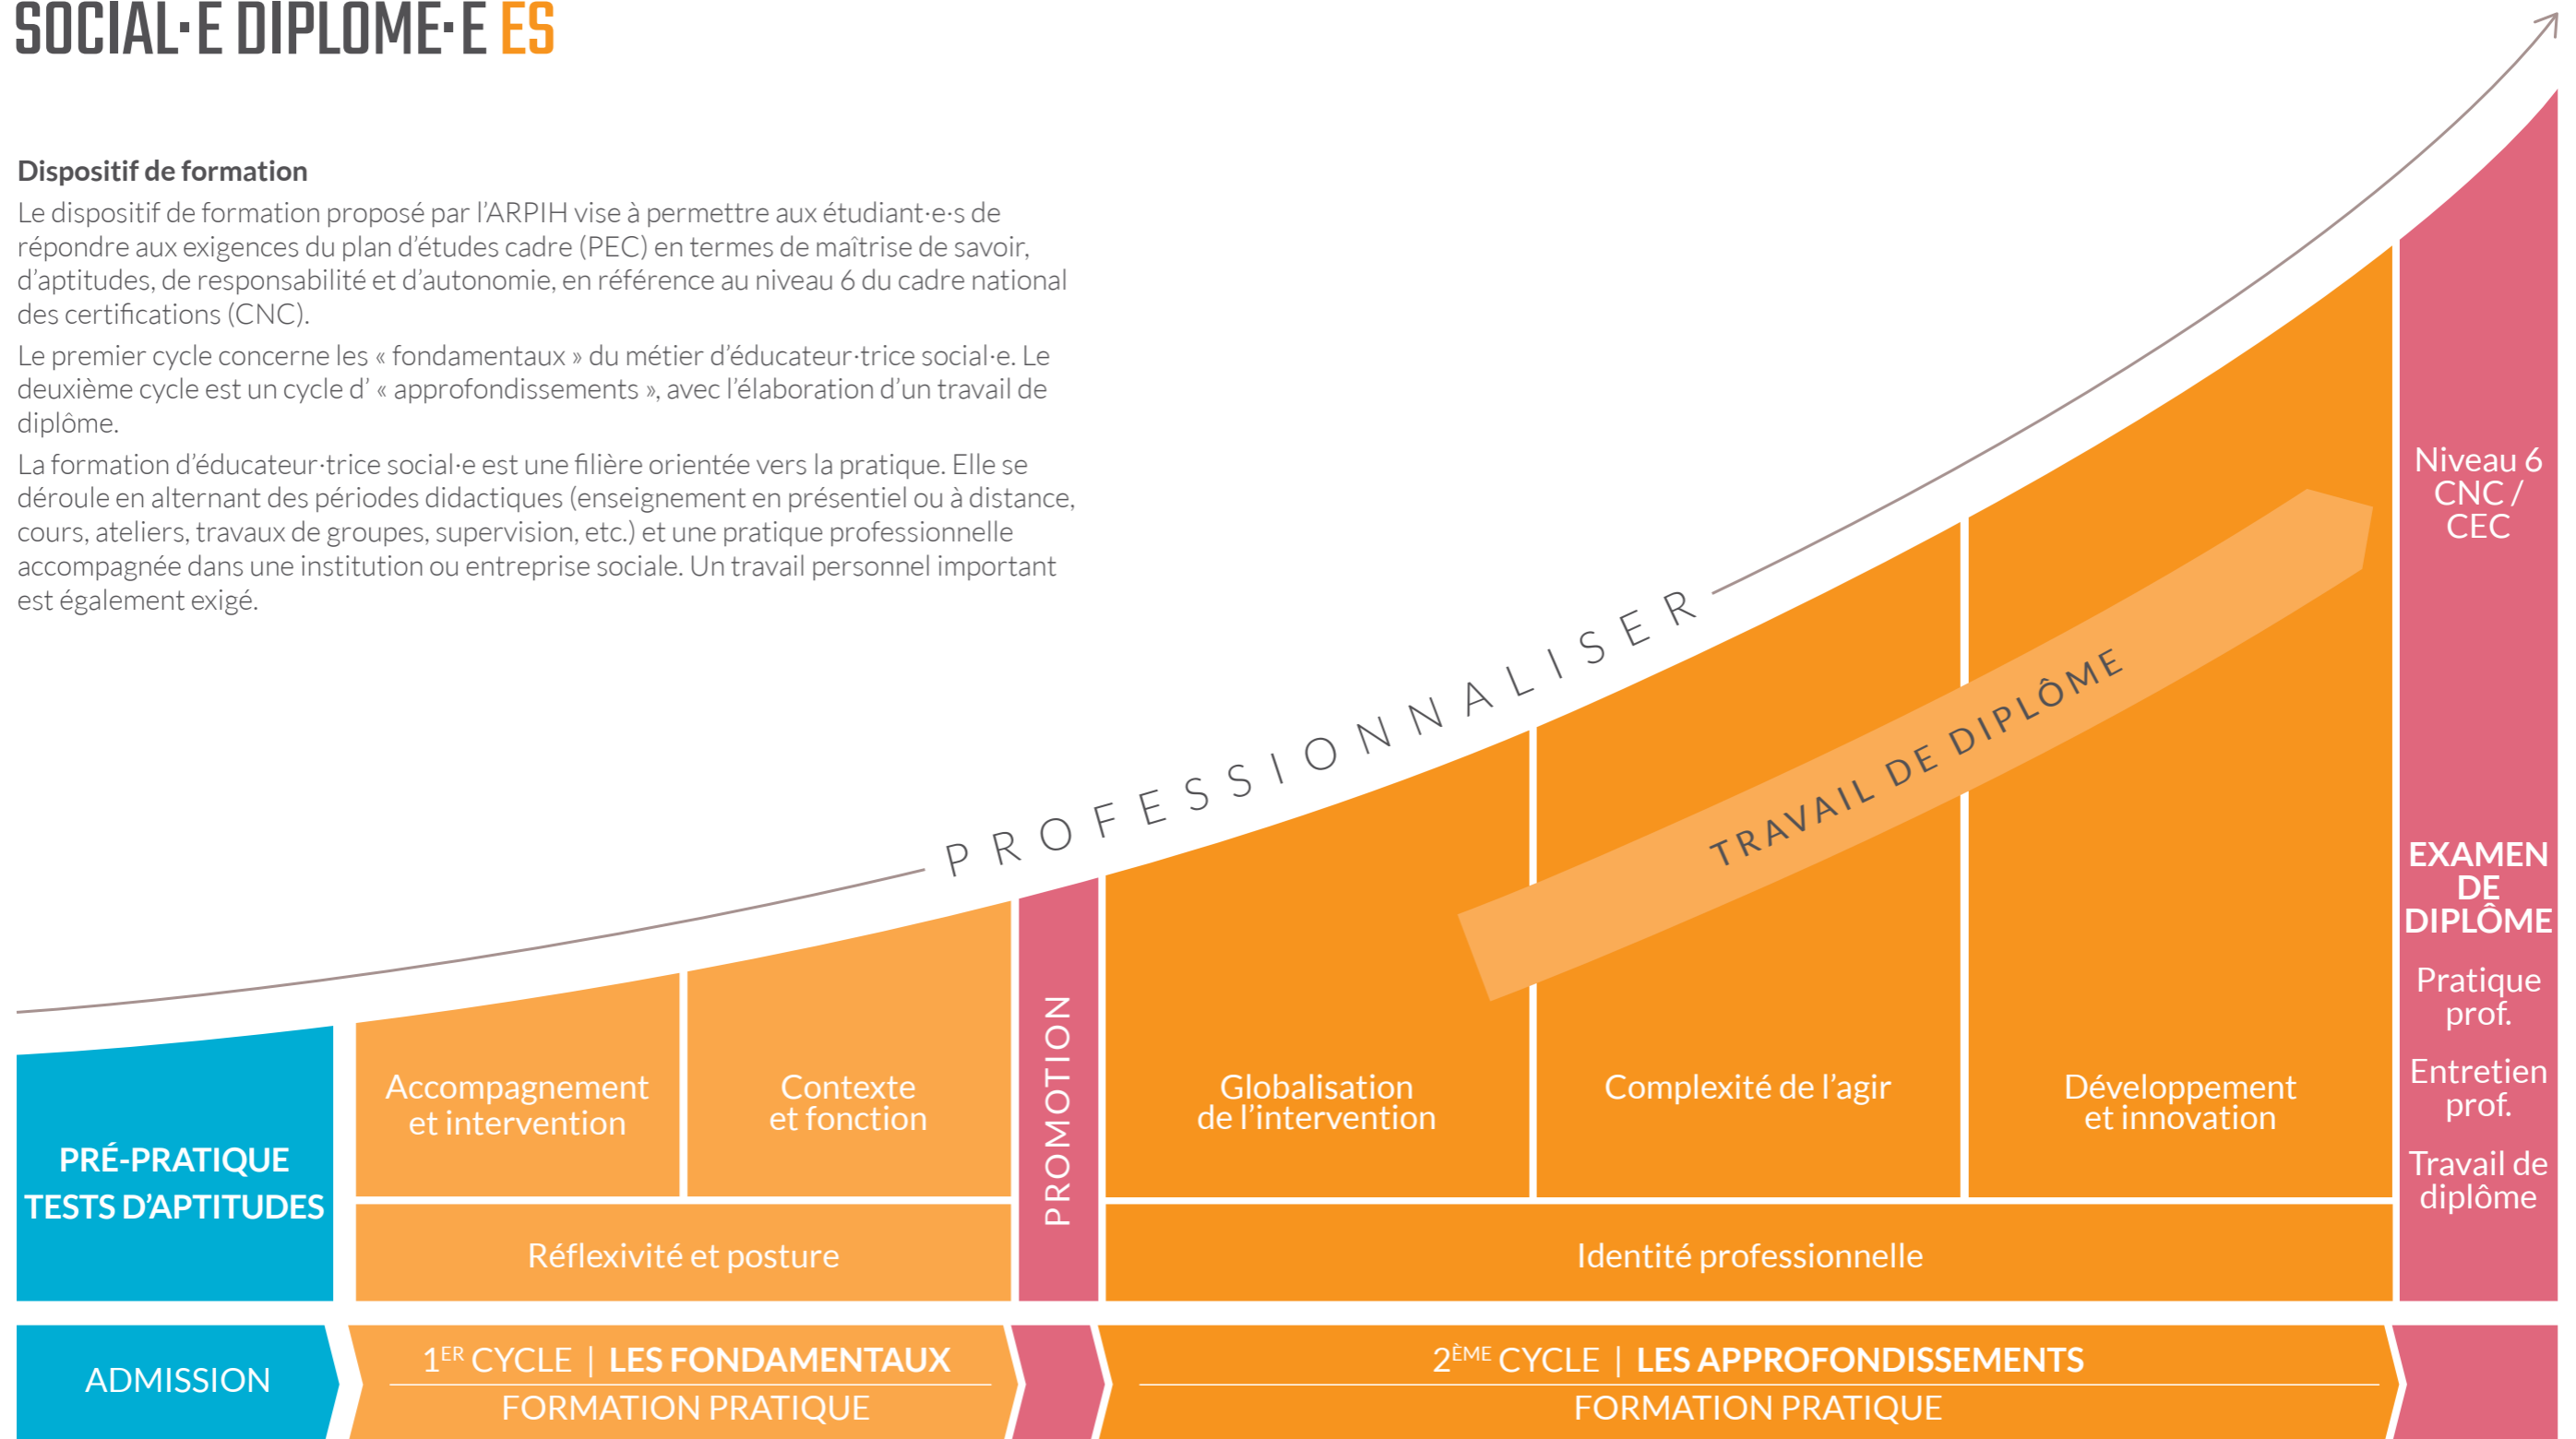 SOCIAL·E DIPLOMÉ·E ES
Dispositif de formation
Le dispositif de formation proposé par l’ARPIH vise à permettre aux étudiant·e·s de
répondre aux exigences du plan d’études cadre (PEC) en termes de maîtrise de savoir,
d’aptitudes, de responsabilité et d’autonomie, en référence au niveau 6 du cadre national
des certifications (CNC).
Le premier cycle concerne les « fondamentaux » du métier d’éducateur·trice social·e. Le
deuxième cycle est un cycle d’ « approfondissements », avec l’élaboration d’un travail de
diplôme.
La formation d’éducateur·trice social·e est une filière orientée vers la pratique. Elle se
déroule en alternant des périodes didactiques (enseignement en présentiel ou à distance,
cours, ateliers, travaux de groupes, supervision, etc.) et une pratique professionnelle
accompagnée dans une institution ou entreprise sociale. Un travail personnel important
est également exigé.
PROFESSIONNALISER
TRAVAIL DE DIPLÔME
PRÉ-PRATIQUE
TESTS D’APTITUDES
Accompagnement
et intervention
Contexte
et fonction
Réflexivité et posture
PROMOTION
Globalisation
de l’intervention
Complexité de l’agir
Développement
et innovation
Identité professionnelle
Niveau 6
CNC /
CEC
EXAMEN
DE
DIPLÔME
Pratique
prof.
Entretien
prof.
Travail de
diplôme
ADMISSION
1ER CYCLE | LES FONDAMENTAUX
FORMATION PRATIQUE
2ÈME CYCLE | LES APPROFONDISSEMENTS
FORMATION PRATIQUE